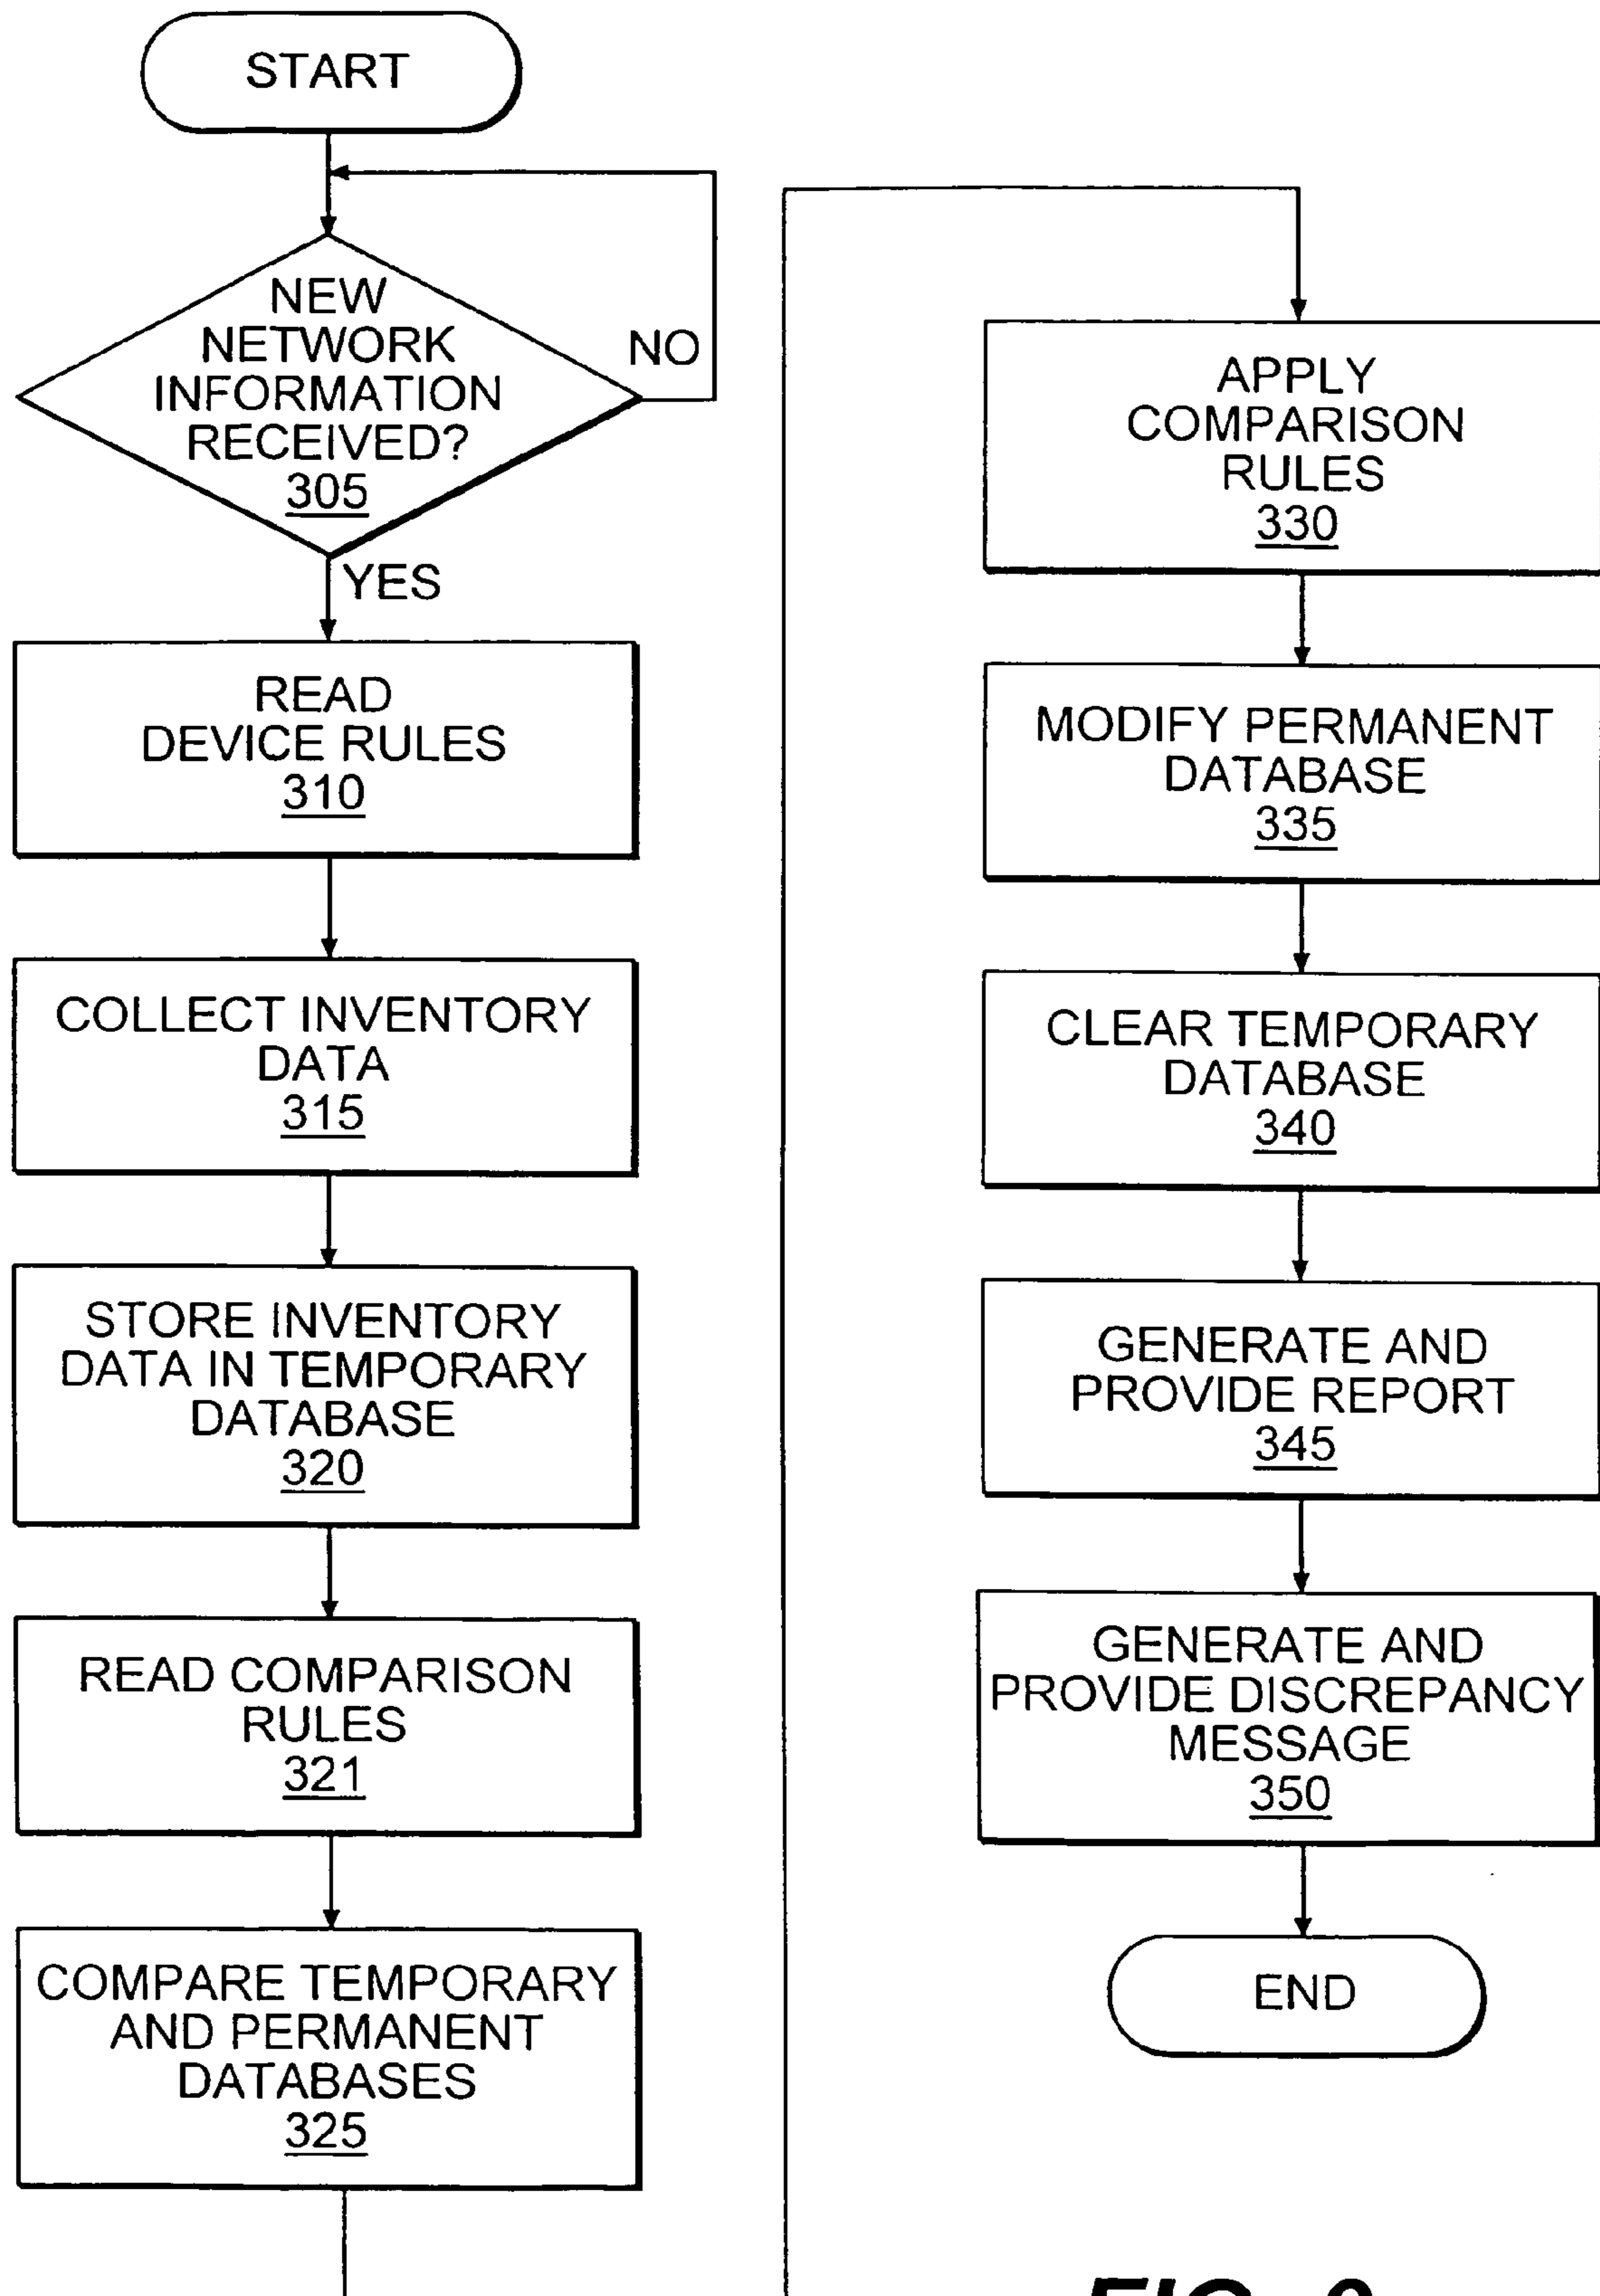 START
NEW
NETWORK
INFORMATION
RECEIVED?
305
NO
YES
READ
DEVICE RULES
310
COLLECT INVENTORY
DATA
315
STORE INVENTORY
DATA IN TEMPORARY
DATABASE
320
READ COMPARISON
RULES
321
COMPARE TEMPORARY
AND PERMANENT
DATABASES
325
APPLY
COMPARISON
RULES
330
MODIFY PERMANENT
DATABASE
335
CLEAR TEMPORARY
DATABASE
340
GENERATE AND
PROVIDE REPORT
345
GENERATE AND
PROVIDE DISCREPANCY
MESSAGE
350
END
FIG.